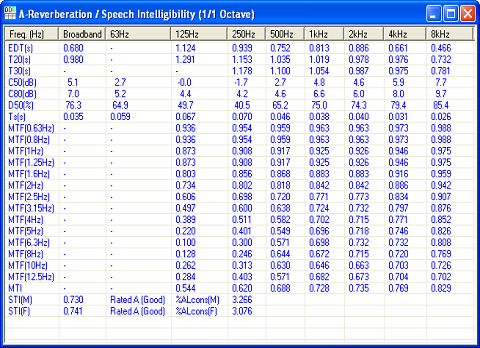 A-Reverberation / Speech Intelligibility (1/1 Octave)
Freq. (Hz) Broadband 63Hz 125Hz 250Hz 500Hz 1kHz 2kHz 4kHz 8kHz
EDT(s) 0.680 - 1.124 0.939 0.752 0.813 0.886 0.661 0.466
T20(s) 0.980 - 1.291 1.153 1.035 1.019 0.978 0.976 0.732
T30(s) - - - 1.178 1.100 1.054 0.987 0.975 0.781
C50(dB) 5.1 2.7 -0.0 -1.7 2.7 4.8 4.6 5.9 7.7
C80(dB) 7.0 5.2 4.4 4.2 4.6 6.6 6.0 8.0 9.7
D50(%) 76.3 64.9 49.7 40.5 65.2 75.0 74.3 79.4 85.4
Ts(s) 0.035 0.059 0.067 0.070 0.046 0.038 0.040 0.031 0.026
MTF(0.63Hz) - - 0.936 0.954 0.959 0.963 0.963 0.973 0.988
MTF(0.8Hz) - - 0.936 0.954 0.959 0.963 0.963 0.973 0.988
MTF(1Hz) - - 0.873 0.908 0.917 0.925 0.926 0.946 0.975
MTF(1.25Hz) - - 0.873 0.908 0.917 0.925 0.926 0.946 0.975
MTF(1.6Hz) - - 0.803 0.856 0.868 0.883 0.883 0.916 0.959
MTF(2Hz) - - 0.734 0.802 0.818 0.842 0.842 0.886 0.942
MTF(2.5Hz) - - 0.606 0.698 0.720 0.771 0.773 0.834 0.907
MTF(3.15Hz) - - 0.497 0.600 0.638 0.724 0.732 0.797 0.876
MTF(4Hz) - - 0.389 0.511 0.582 0.702 0.715 0.771 0.852
MTF(5Hz) - - 0.220 0.401 0.549 0.696 0.718 0.746 0.826
MTF(6.3Hz) - - 0.100 0.300 0.571 0.698 0.732 0.732 0.808
MTF(8Hz) - - 0.128 0.246 0.644 0.672 0.715 0.720 0.769
MTF(10Hz) - - 0.262 0.313 0.630 0.646 0.663 0.703 0.726
MTF(12.5Hz) - - 0.284 0.403 0.571 0.682 0.673 0.704 0.702
MTI - - 0.544 0.620 0.688 0.728 0.735 0.769 0.829
STI(M) 0.730 Rated A (Good) %ALcons(M) 3.266
STI(F) 0.741 Rated A (Good) %ALcons(F) 3.076